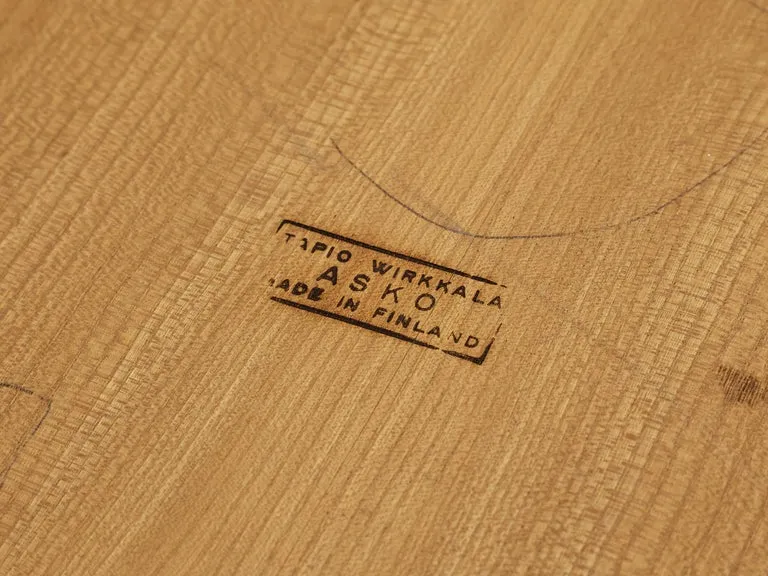 TAPIO WIRKKALA
ASKO
MADE IN FINLAND